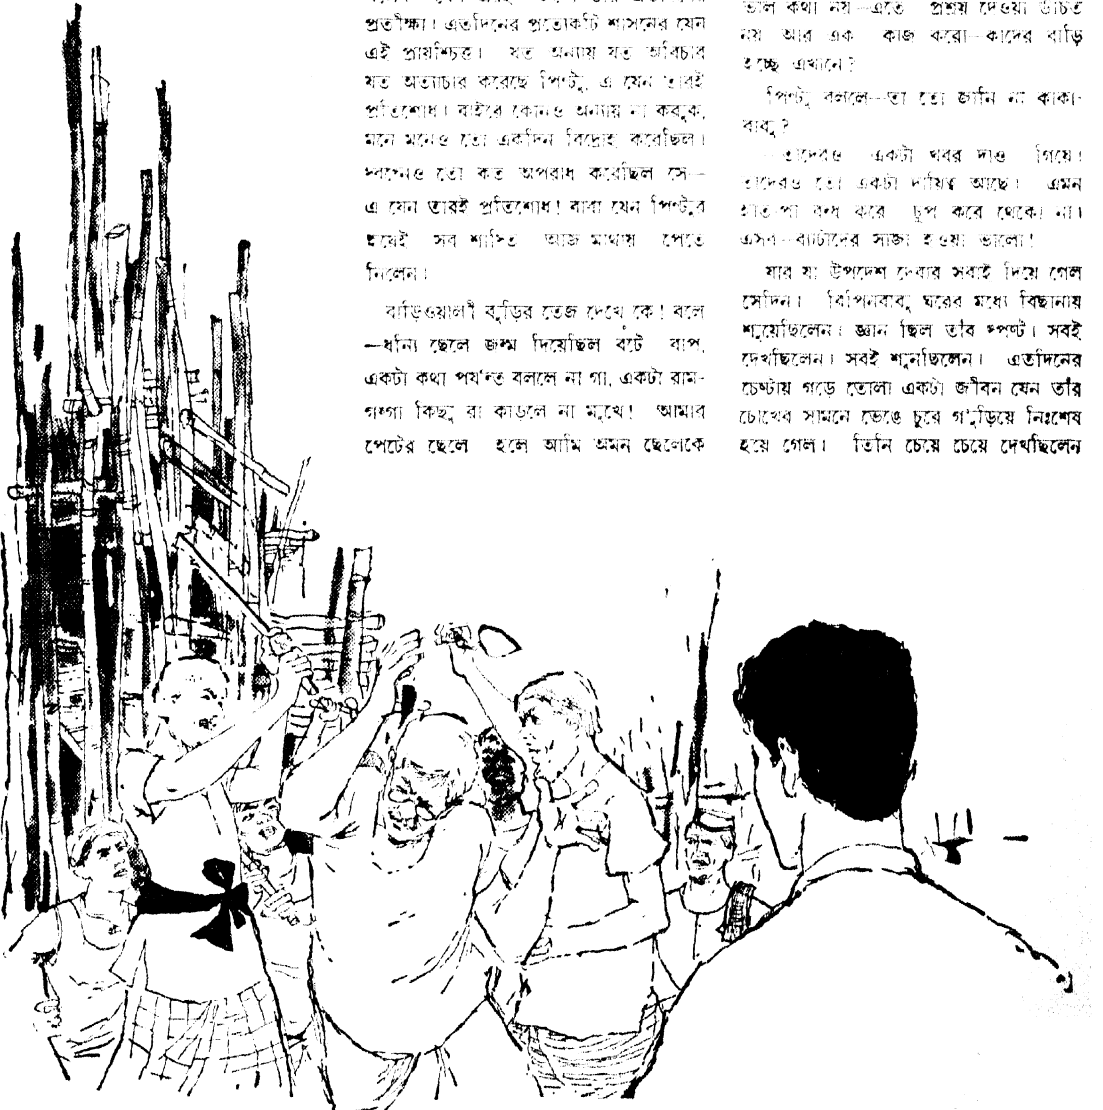 প্রতীক্ষা। এতদিনের প্রত্যেকটি শাসনের যেন
এই প্রায়শ্চিত্ত। যত অন্যায় যত অবিচার
যত অত্যাচার করেছে পিণ্টু, এ যেন তারই
প্রতিশোধ। বাইরে কোনও অন্যায় না করুক,
মনে মনেও তো একদিন বিদ্রোহ করেছিল।
স্বপ্নেও তো কত অপরাধ করেছিল সে—
এ যেন তারই প্রতিশোধ! বাবা যেন পিণ্টুর
হয়েই সব শাস্তি আজ মাথায় পেতে
নিলেন।
বাড়িওয়ালী বুড়ির তেজ দেখে কে! বলে
—ধন্যি ছেলে জন্ম দিয়েছিল বটে বাপ,
একটা কথা পর্যন্ত বললে না গা, একটা রাম-
গঙ্গা কিছু রা কাড়লে না মুখে! আমার
পেটের ছেলে হলে আমি অমন ছেলেকে
ভাল কথা নয়—এতে প্রশ্রয় দেওয়া উচিত
নয় আর এক কাজ করো—কাদের বাড়ি
হচ্ছে এখানে?
পিণ্টু বললে—তা তো জানি না কাকা-
বাবু?
—তাদেরও একটা খবর দাও গিয়ে।
তাদেরও তো একটা দায়িত্ব আছে। এমন
হাত-পা বন্ধ করে চুপ করে থেকো না।
এসব—ব্যাটাদের সাজা হওয়া ভালো!
যার যা উপদেশ দেবার সবাই দিয়ে গেল
সেদিন। বিপিনবাবু ঘরের মধ্যে বিছানায়
শুয়েছিলেন। জ্ঞান ছিল তাঁর স্পষ্ট। সবই
দেখছিলেন। সবই শুনছিলেন। এতদিনের
চেষ্টায় গড়ে তোলা একটা জীবন যেন তাঁর
চোখের সামনে ভেঙে চুরে গুঁড়িয়ে নিঃশেষ
হয়ে গেল। তিনি চেয়ে চেয়ে দেখছিলেন